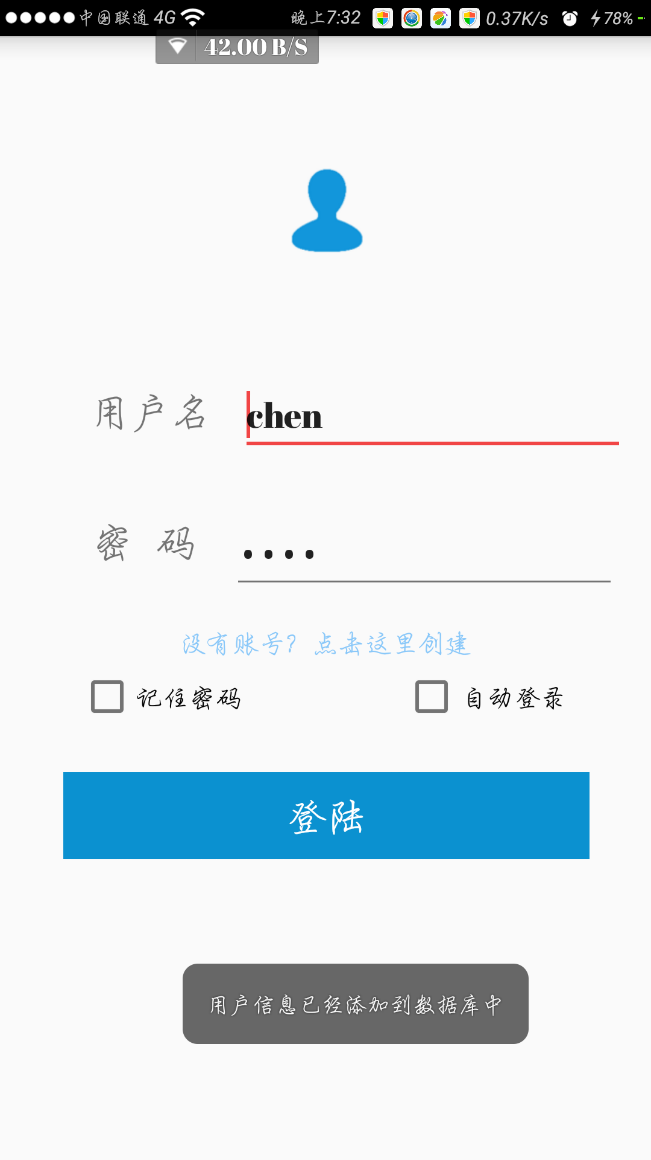 中国联通 4G 晚上7:32 0.37K/s 78%
42.00 B/S
用户名 chen
密 码 ····
没有账号？点击这里创建
记住密码 自动登录
登陆
用户信息已经添加到数据库中